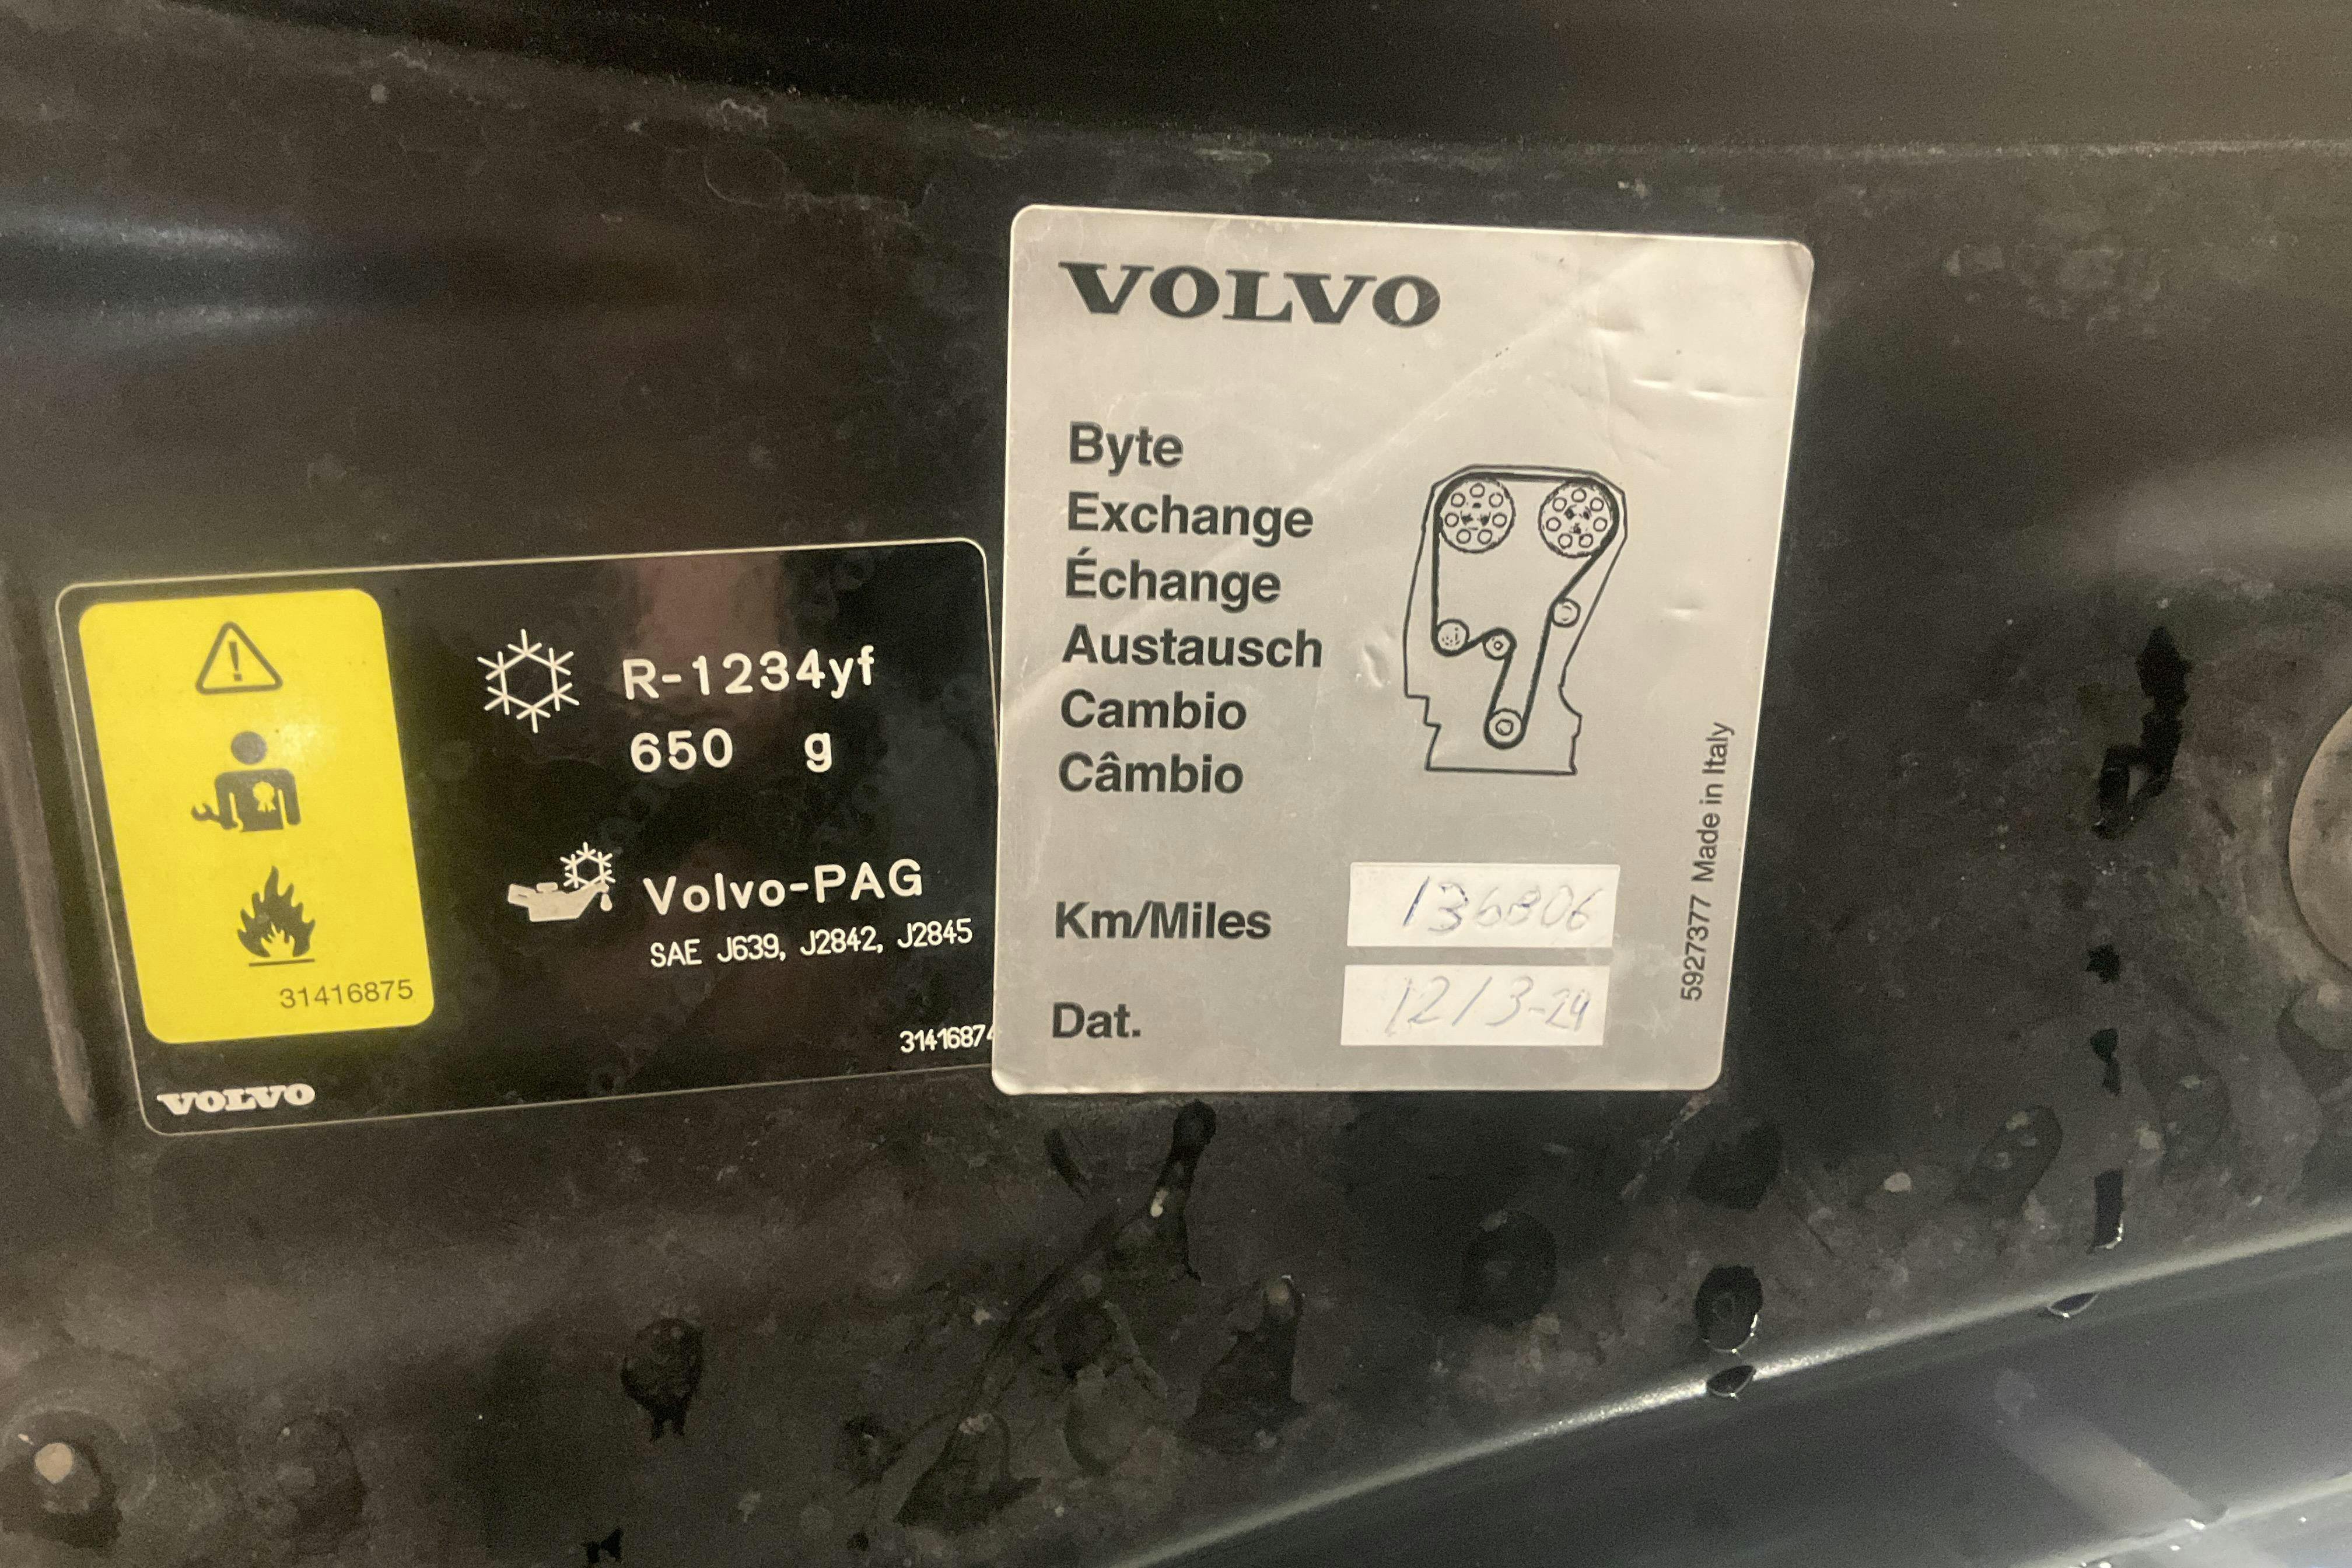 R-1234yf
650 g
Volvo-PAG
SAE J639, J2842, J2845
31416875
3141687
VOLVO
VOLVO
Byte
Exchange
Échange
Austausch
Cambio
Câmbio
Km/Miles
Dat. 12/3-24
5927377 Made in Italy